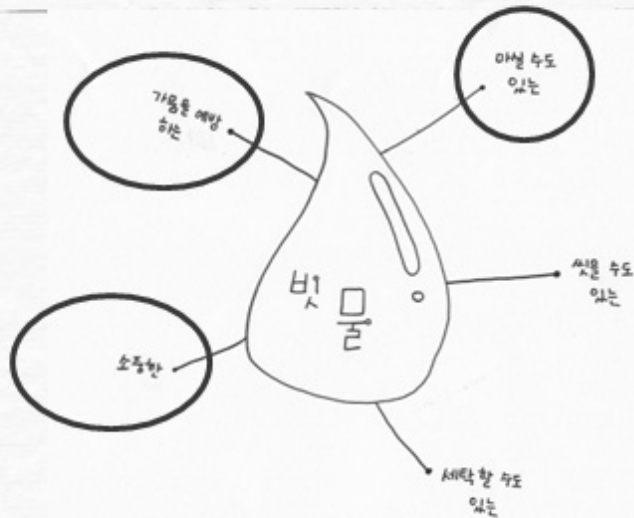 마실 수도
있는
가뭄을 예방
하는
빗물
씻을 수도
있는
소중한
세탁할 수도
있는